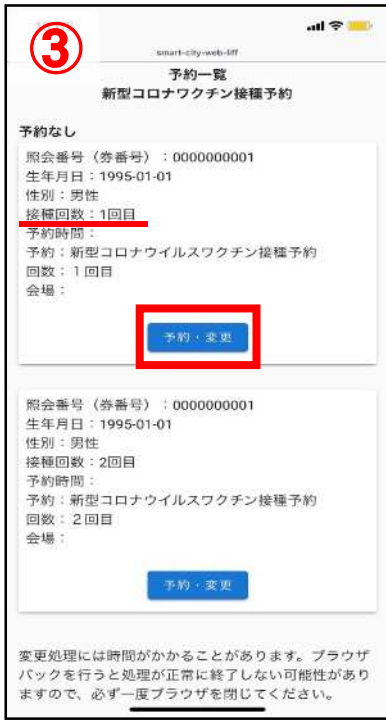 ③
smart-city-web-liff
予約一覧
新型コロナワクチン接種予約
予約なし
照会番号（券番号）：0000000001
生年月日：1995-01-01
性別：男性
接種回数：1回目
予約時間：
予約：新型コロナウイルスワクチン接種予約
回数：１回目
会場：
予約・変更
照会番号（券番号）：0000000001
生年月日：1995-01-01
性別：男性
接種回数：2回目
予約時間：
予約：新型コロナウイルスワクチン接種予約
回数：２回目
会場：
予約・変更
変更処理には時間がかかることがあります。ブラウザ
バックを行うと処理が正常に終了しない可能性があり
ますので、必ず一度ブラウザを閉じてください。